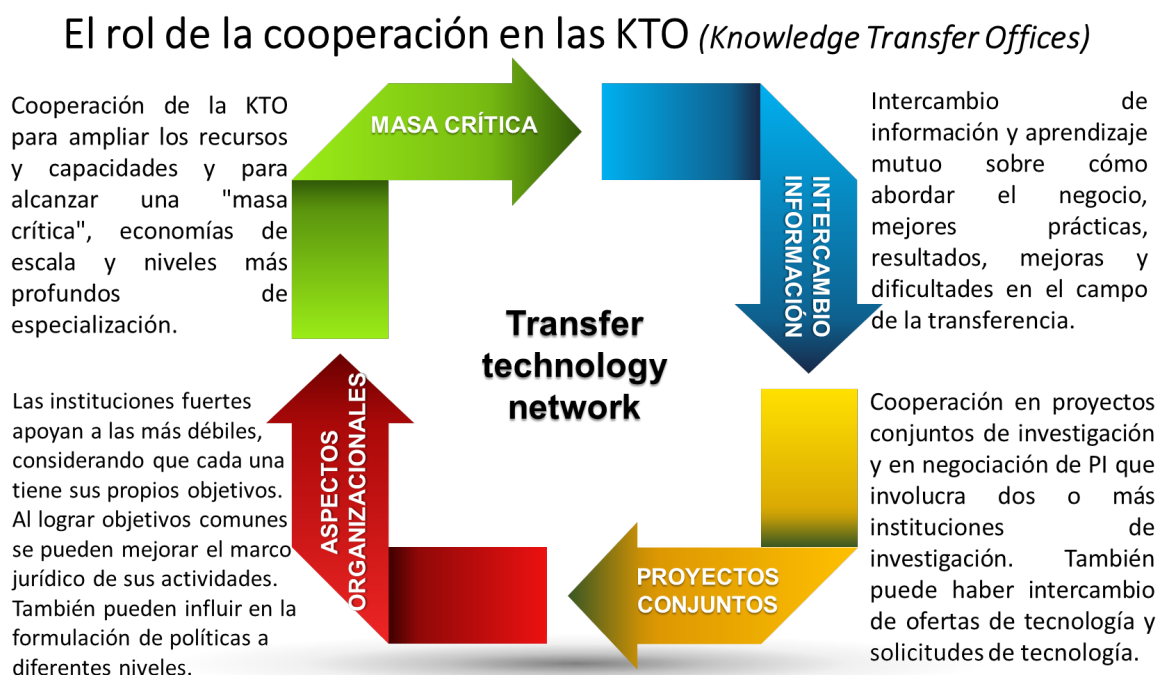 El rol de la cooperación en las KTO (Knowledge Transfer Offices)
Cooperación de la KTO
para ampliar los recursos
y capacidades y para
alcanzar una "masa
crítica", economías de
escala y niveles más
profundos de
especialización.
MASA CRÍTICA
INTERCAMBIO
INFORMACIÓN
Intercambio de
información y aprendizaje
mutuo sobre cómo
abordar el negocio,
mejores prácticas,
resultados, mejoras y
dificultades en el campo
de la transferencia.
Transfer
technology
network
Las instituciones fuertes
apoyan a las más débiles,
considerando que cada una
tiene sus propios objetivos.
Al lograr objetivos comunes
se pueden mejorar el marco
jurídico de sus actividades.
También pueden influir en la
formulación de políticas a
diferentes niveles.
ASPECTOS
ORGANIZACIONALES
PROYECTOS
CONJUNTOS
Cooperación en proyectos
conjuntos de investigación
y en negociación de PI que
involucra dos o más
instituciones de
investigación. También
puede haber intercambio
de ofertas de tecnología y
solicitudes de tecnología.